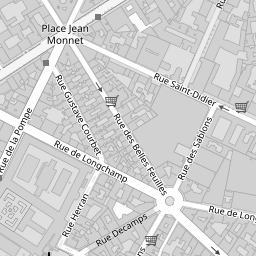 Place Jean
Monnet
Rue Saint-Didier
Rue Gustave Courbet
Rue des Belles Feuilles
Rue de la Pompe
Rue des Sablons
Rue de Longchamp
Rue Herran
Rue de Lon
Rue Decamps